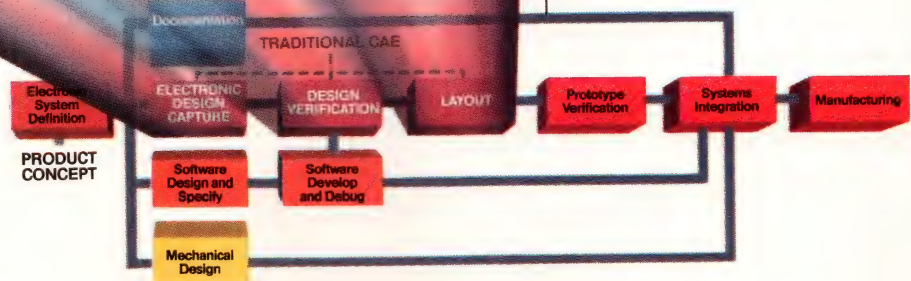 Documentation
TRADITIONAL CAE
Electronic
System
Definition
ELECTRONIC
DESIGN
CAPTURE
DESIGN
VERIFICATION
LAYOUT
Prototype
Verification
Systems
Integration
Manufacturing
PRODUCT
CONCEPT
Software
Design and
Specify
Software
Develop
and Debug
Mechanical
Design